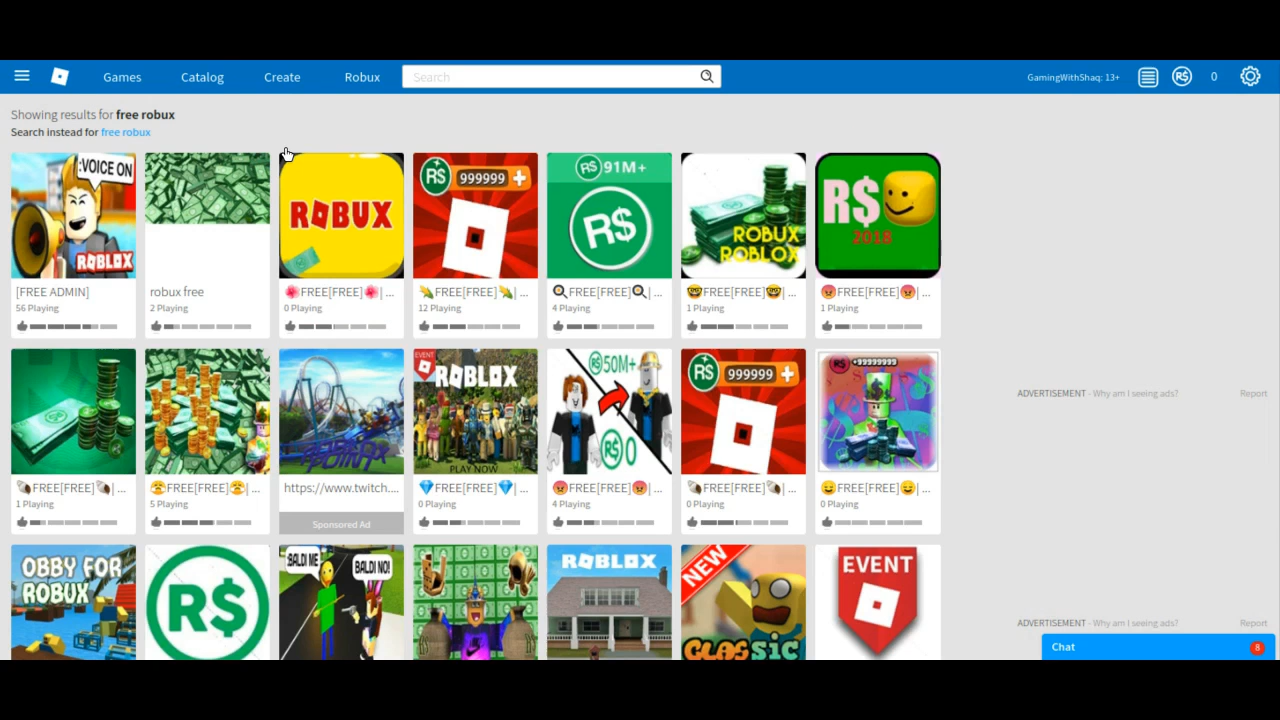 Games Catalog Create Robux Search GamingWithShaq: 13+ 0
Showing results for free robux
Search instead for free robux
:VOICE ON
ROBLOX
ROBUX
R$ 999999 +
R$ 91M+
R$
ROBUX
ROBLOX
R$
2018
[FREE ADMIN] robux free FREE[FREE] | ... FREE[FREE] | ... FREE[FREE] | ... FREE[FREE] | ... FREE[FREE] | ...
56 Playing 2 Playing 0 Playing 12 Playing 4 Playing 1 Playing 1 Playing
EVENT
ROBLOX
PLAY NOW
R$50M+
R$0
R$ 999999 +
R$ +99999999
ADVERTISEMENT - Why am I seeing ads? Report
FREE[FREE] | ... FREE[FREE] | ... https://www.twitch.... FREE[FREE] | ... FREE[FREE] | ... FREE[FREE] | ... FREE[FREE] | ...
1 Playing 5 Playing 0 Playing 4 Playing 0 Playing 0 Playing
Sponsored Ad
OBBY FOR
ROBUX
R$
BALDI ME
BALDI NO!
ROBLOX
NEW
CLASSIC
EVENT
ADVERTISEMENT - Why am I seeing ads? Report
Chat 8